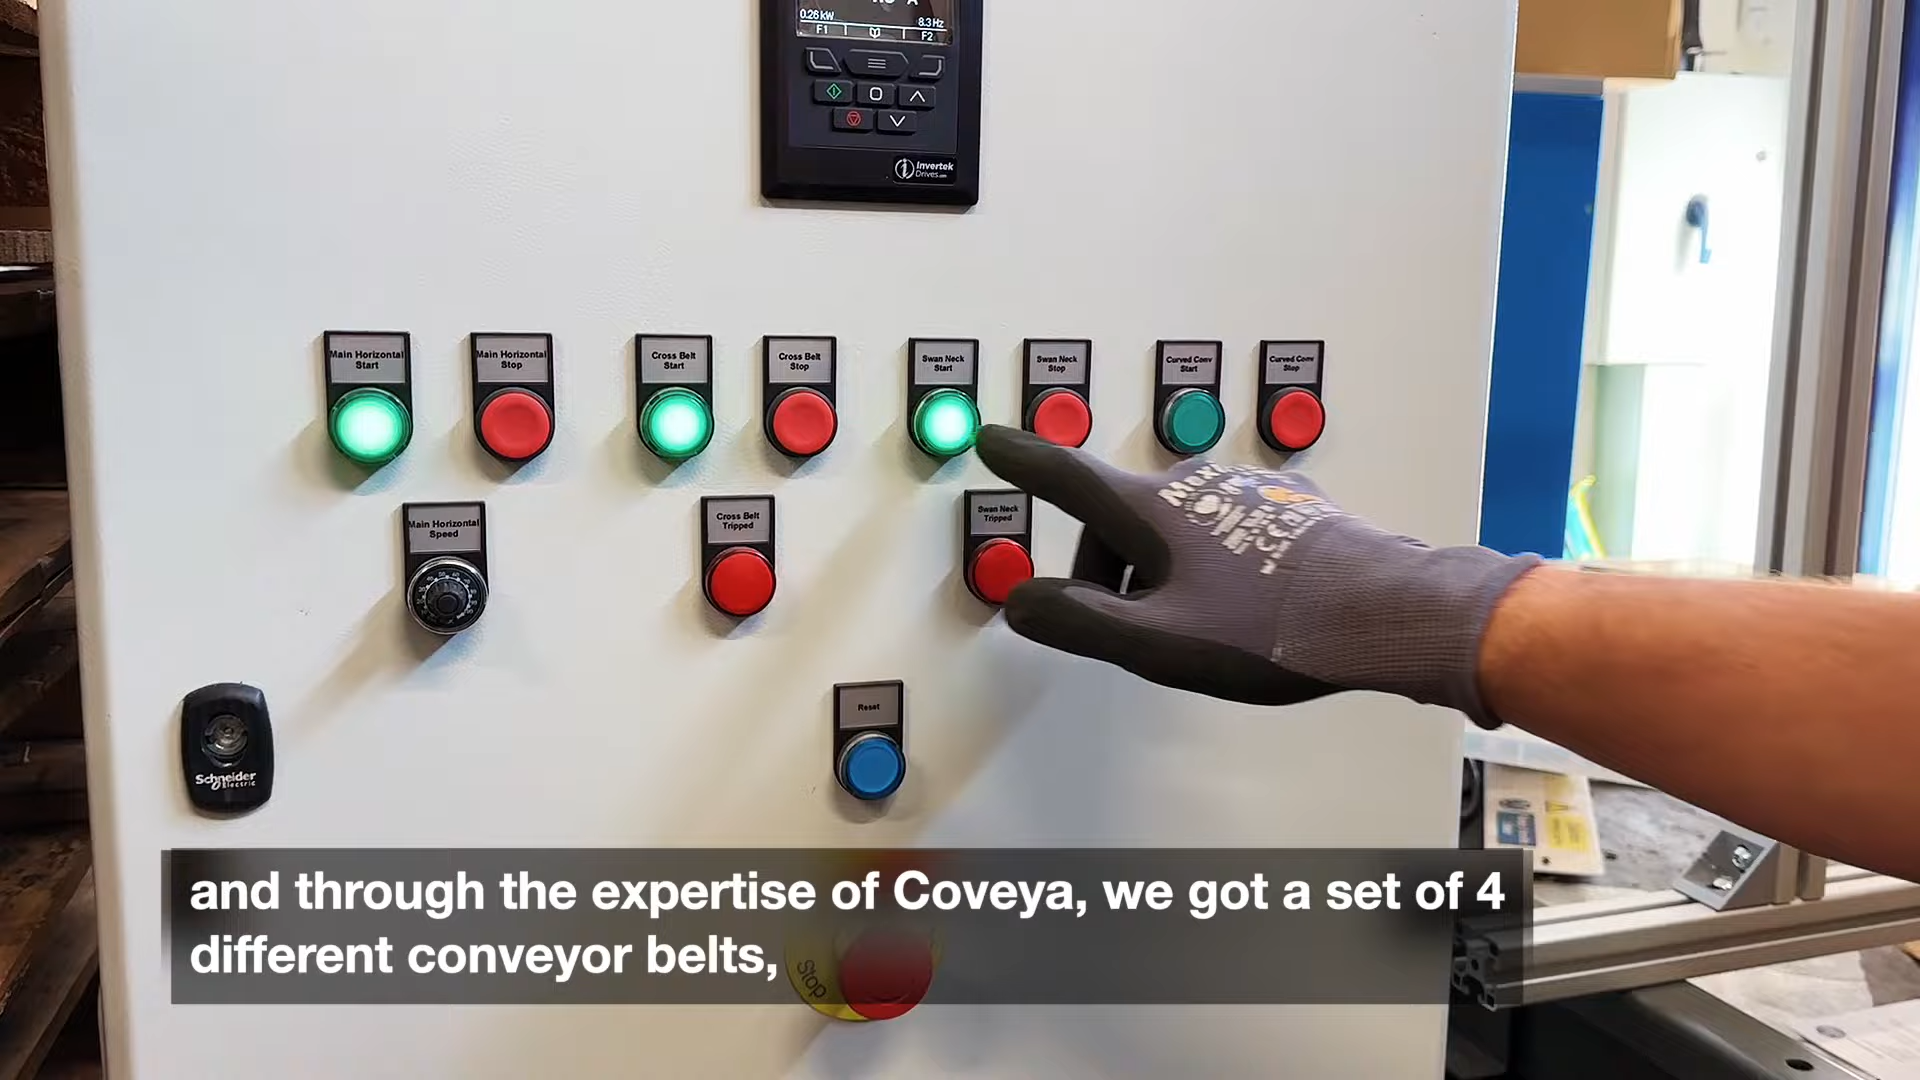 0.26 kW 8.3 Hz
F1 F2
Invertek
Drives.com
Main Horizontal
Start
Main Horizontal
Stop
Cross Belt
Start
Cross Belt
Stop
Swan Neck
Start
Swan Neck
Stop
Curved Conv
Start
Curved Conv
Stop
Main Horizontal
Speed
Cross Belt
Tripped
Swan Neck
Tripped
Reset
Schneider
Electric
and through the expertise of Coveya, we got a set of 4
different conveyor belts,
Stop